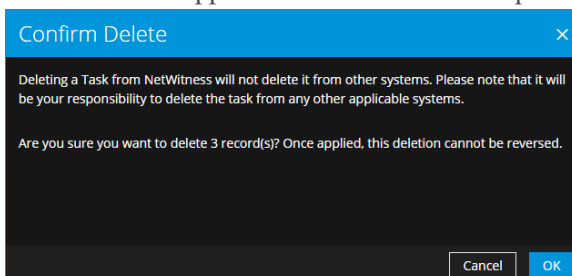 Confirm Delete
Deleting a Task from NetWitness will not delete it from other systems. Please note that it will
be your responsibility to delete the task from any other applicable systems.
Are you sure you want to delete 3 record(s)? Once applied, this deletion cannot be reversed.
Cancel OK